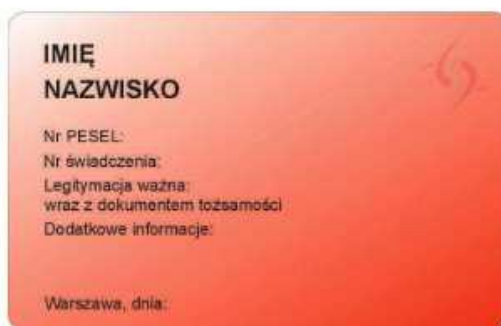 IMIĘ
NAZWISKO
Nr PESEL:
Nr świadczenia:
Legitymacja ważna:
wraz z dokumentem tożsamości
Dodatkowe informacje:
Warszawa, dnia: